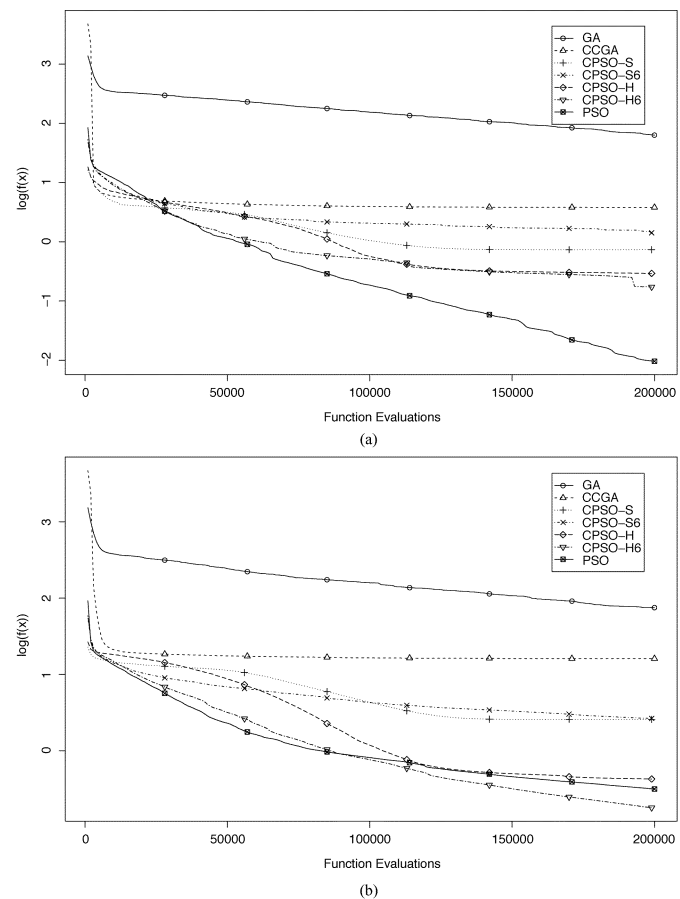 GA
CCGA
CPSO−S
CPSO−S6
CPSO−H
CPSO−H6
PSO
log(f(x))
3
2
1
0
−1
−2
0 50000 100000 150000 200000
Function Evaluations
(a)
GA
CCGA
CPSO−S
CPSO−S6
CPSO−H
CPSO−H6
PSO
log(f(x))
3
2
1
0
0 50000 100000 150000 200000
Function Evaluations
(b)